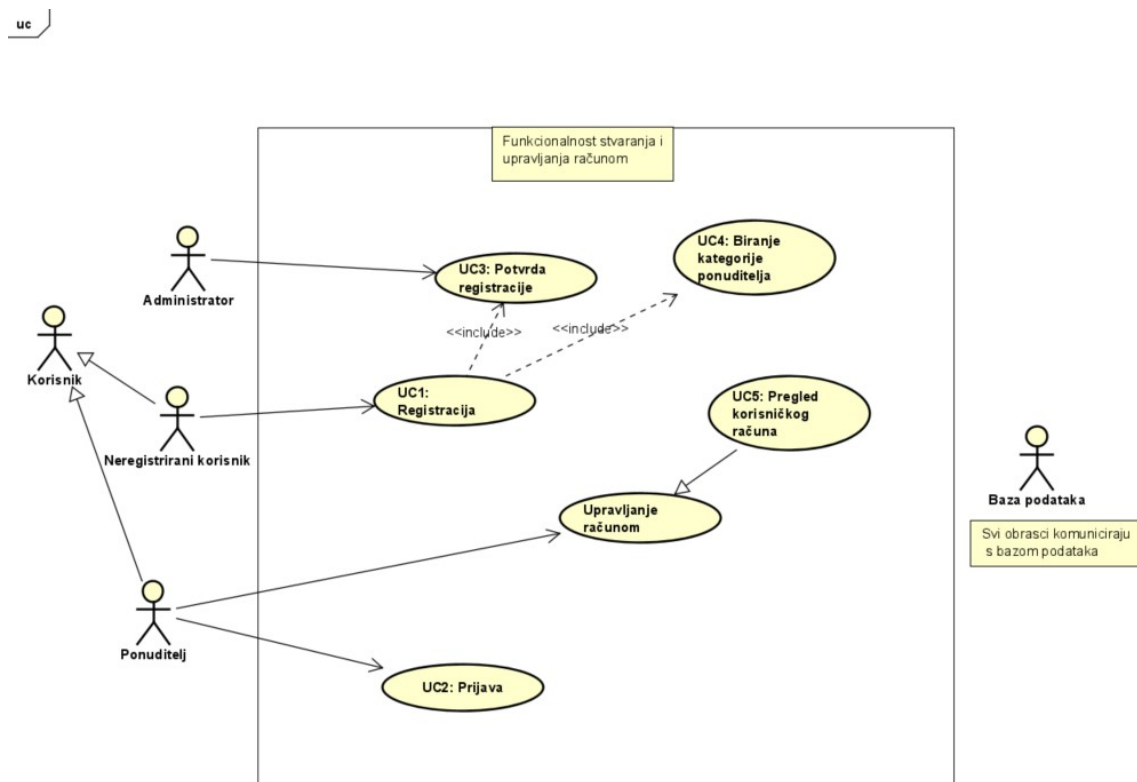 uc
Funkcionalnost stvaranja i
upravljanja računom
UC4: Biranje
kategorije
ponuditelja
UC3: Potvrda
registracije
Administrator
<<include>>
<<include>>
Korisnik
UC1:
Registracija
UC5: Pregled
korisničkog
računa
Neregistrirani korisnik
Baza podataka
Upravljanje
računom
Svi obrasci komuniciraju
s bazom podataka
Ponuditelj
UC2: Prijava